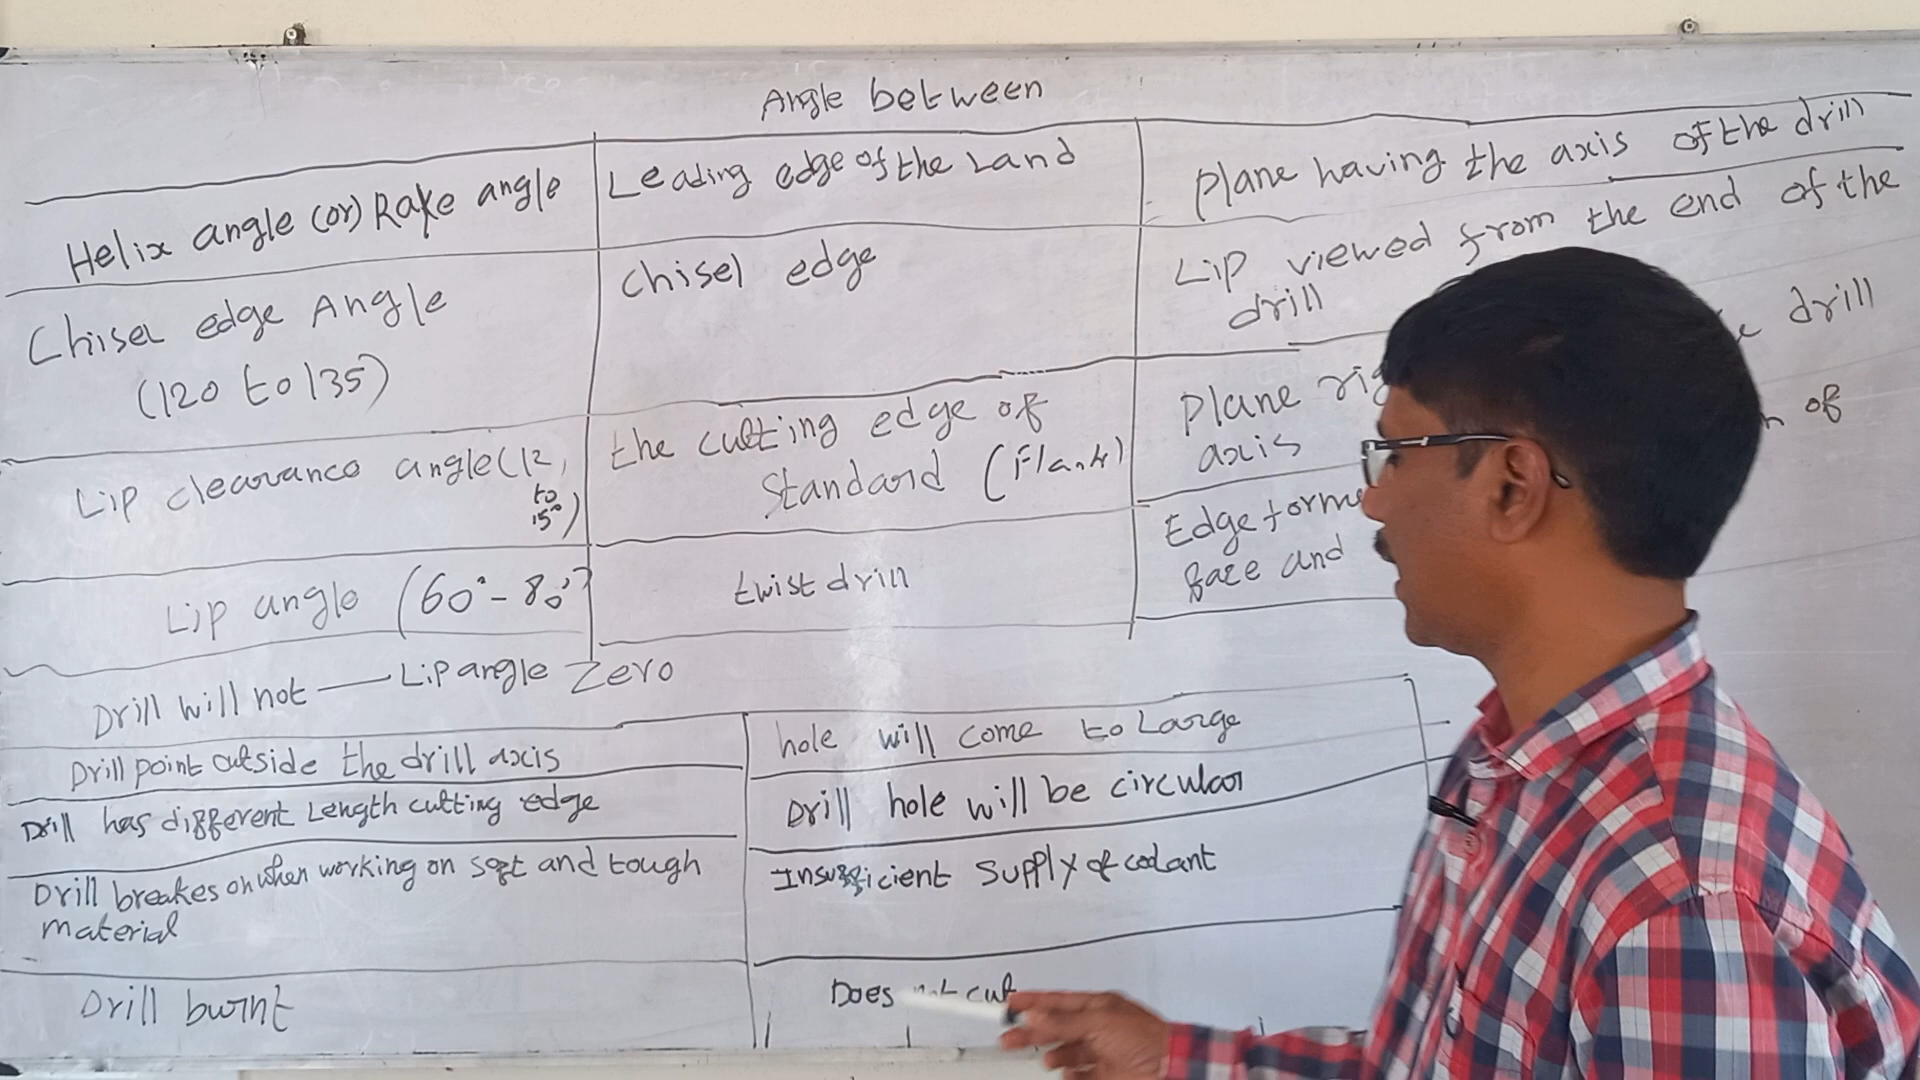 Angle between
Helix angle (or) Rake angle
Leading edge of the Land
Plane having the axis of the drill
Chisel edge Angle
(120 to 135)
Chisel edge
Lip viewed from the end of the
drill
Lip clearance angle (12,
to
15°)
the cutting edge of
Standard (Flank)
Plane
drill
axis
Lip angle (60°-80°)
twist drill
Edge
of
face and
Drill will not — Lip angle Zero
Drill point outside the drill axis
hole will come to Large
Drill has different Length cutting edge
Drill hole will be circular
Drill breakes on when working on soft and tough
material
Insufficient Supply of coolant
Drill burnt
Does not cut